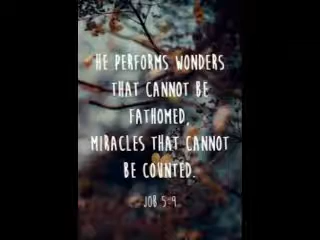 HE PERFORMS WONDERS
THAT CANNOT BE
FATHOMED,
MIRACLES THAT CANNOT
BE COUNTED.
JOB 5:9